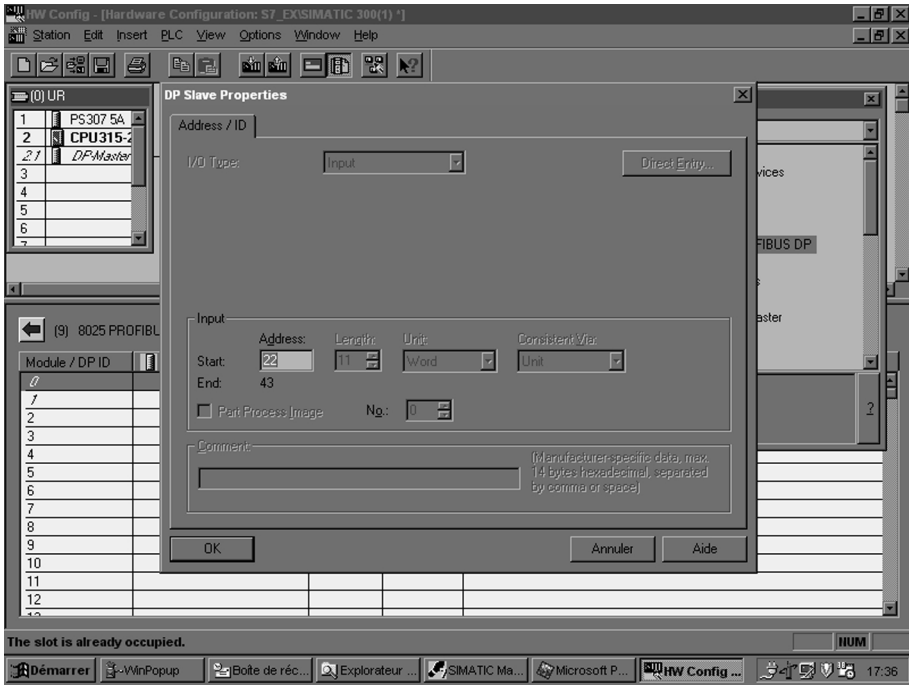 HW Config - [Hardware Configuration: S7_EX\SIMATIC 300(1) *]
Station Edit Insert PLC View Options Window Help
(0) UR
1 PS307 5A
2 CPU315-2
2.1 DP-Master
3
4
5
6
7
DP Slave Properties
Address / ID
I/O Type:
Input
Direct Entry...
vices
FIBUS DP
aster
Input
Address:
Length:
Unit:
Consistent Via:
Start:
22
11
Word
Unit
End:
43
Part Process Image
No.:
0
Comment:
(Manufacturer-specific data, max.
14 bytes hexadecimal, separated
by comma or space)
OK
Annuler
Aide
?
(9) 8025 PROFIBU
Module / DP ID
0
1
2
3
4
5
6
7
8
9
10
11
12
13
The slot is already occupied.
NUM
Démarrer
WinPopup
Boîte de réc...
Explorateur ...
SIMATIC Ma...
Microsoft P...
HW Config ...
17:36